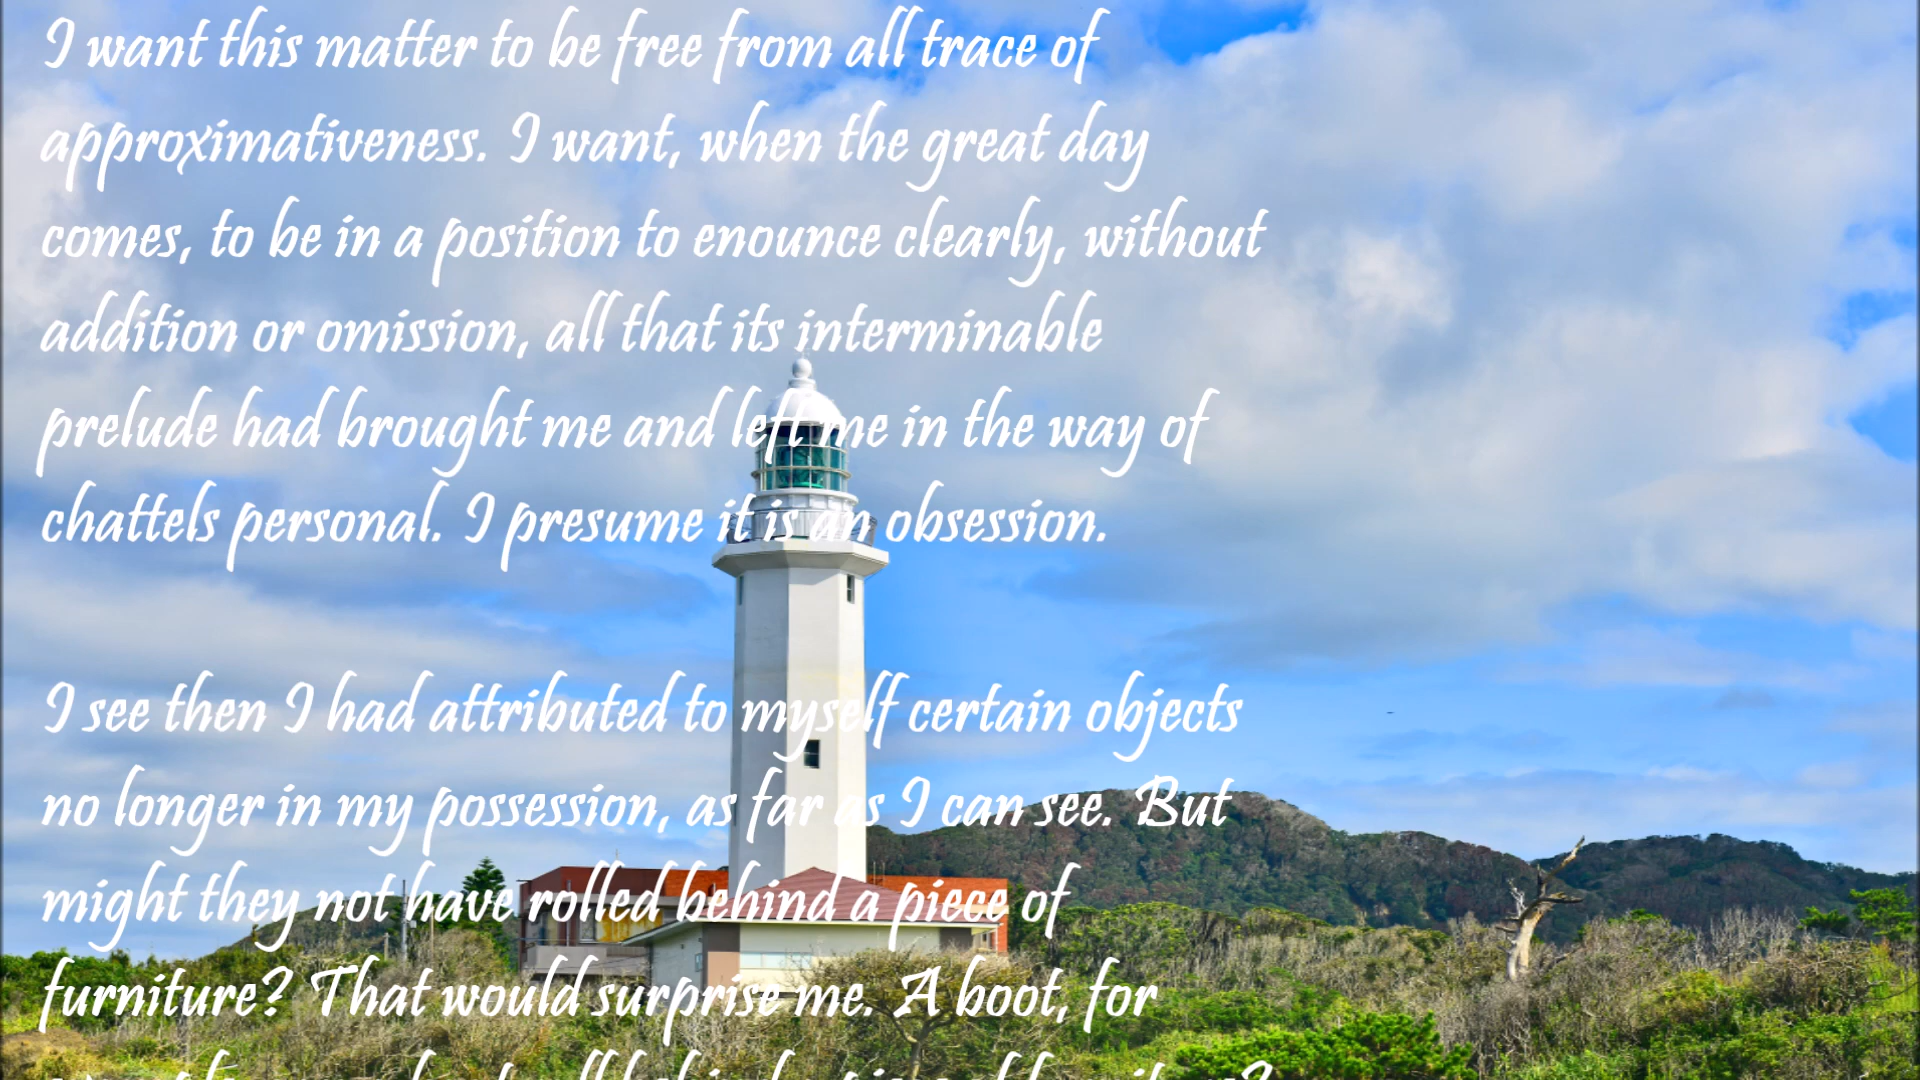 I want this matter to be free from all trace of
approximativeness. I want, when the great day
comes, to be in a position to enounce clearly, without
addition or omission, all that its interminable
prelude had brought me and left me in the way of
chattels personal. I presume it is an obsession.
I see then I had attributed to myself certain objects
no longer in my possession, as far as I can see. But
might they not have rolled behind a piece of
furniture? That would surprise me. A boot, for